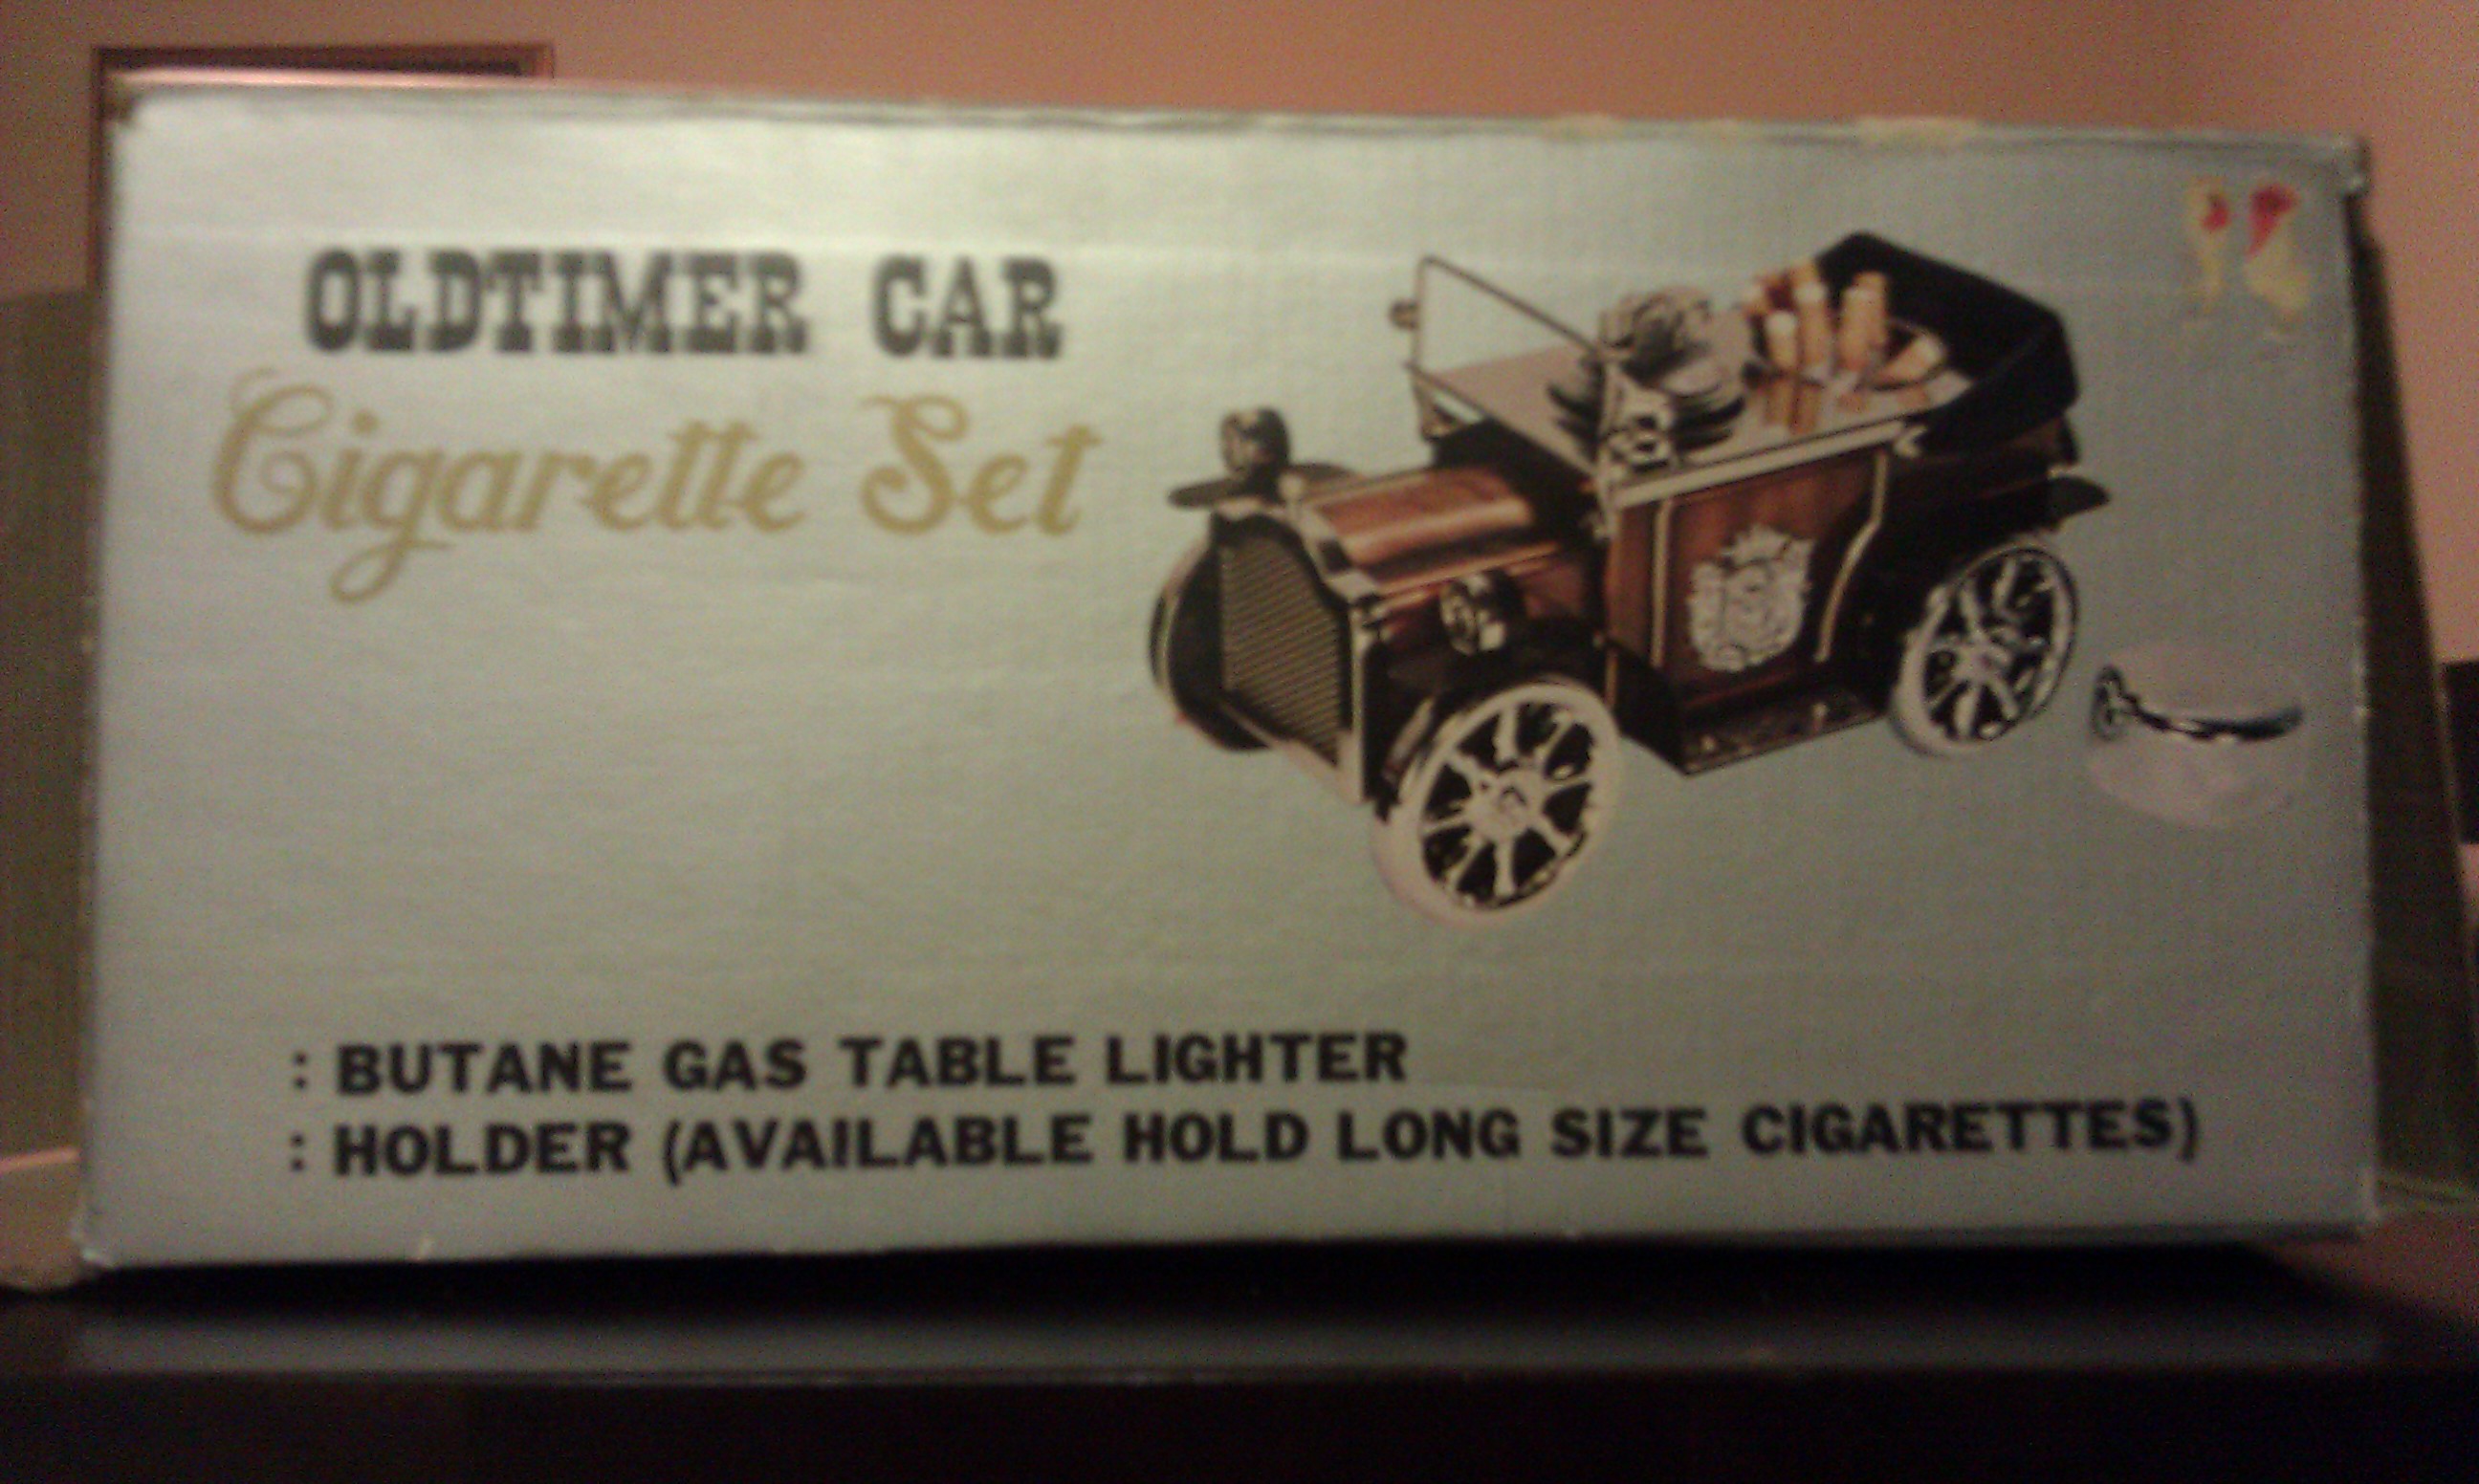 OLDTIMER CAR
Cigarette Set
: BUTANE GAS TABLE LIGHTER
: HOLDER (AVAILABLE HOLD LONG SIZE CIGARETTES)